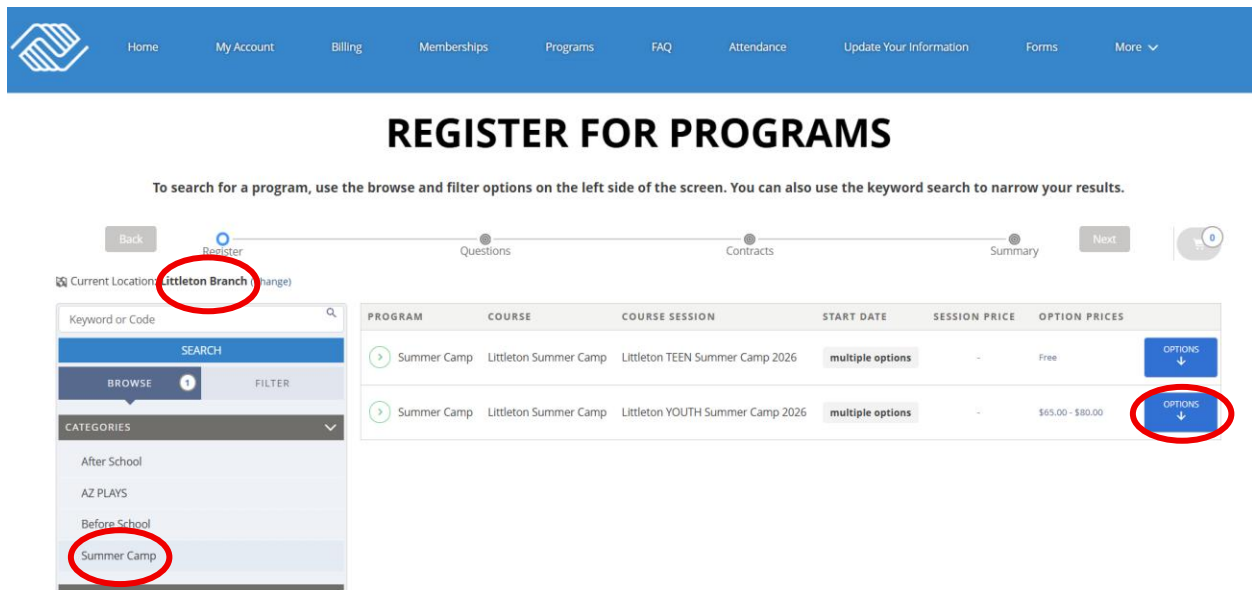 Home My Account Billing Memberships Programs FAQ Attendance Update Your Information Forms More
REGISTER FOR PROGRAMS
To search for a program, use the browse and filter options on the left side of the screen. You can also use the keyword search to narrow your results.
Back Register Questions Contracts Summary Next 0
Current Location: Littleton Branch (change)
Keyword or Code
SEARCH
BROWSE 1 FILTER
CATEGORIES
After School
AZ PLAYS
Before School
Summer Camp
PROGRAM COURSE COURSE SESSION START DATE SESSION PRICE OPTION PRICES
Summer Camp Littleton Summer Camp Littleton TEEN Summer Camp 2026 multiple options - Free OPTIONS
Summer Camp Littleton Summer Camp Littleton YOUTH Summer Camp 2026 multiple options - $65.00 - $80.00 OPTIONS